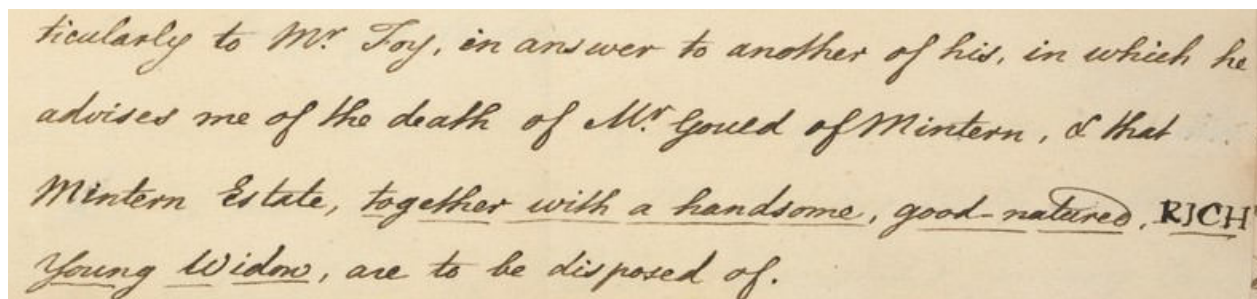 ticularly to Mr. Foy, in answer to another of his, in which he
advises me of the death of Mr. Gould of Mintern, & that
Mintern Estate, together with a handsome, good-natured, RICH
Young Widow, are to be disposed of.